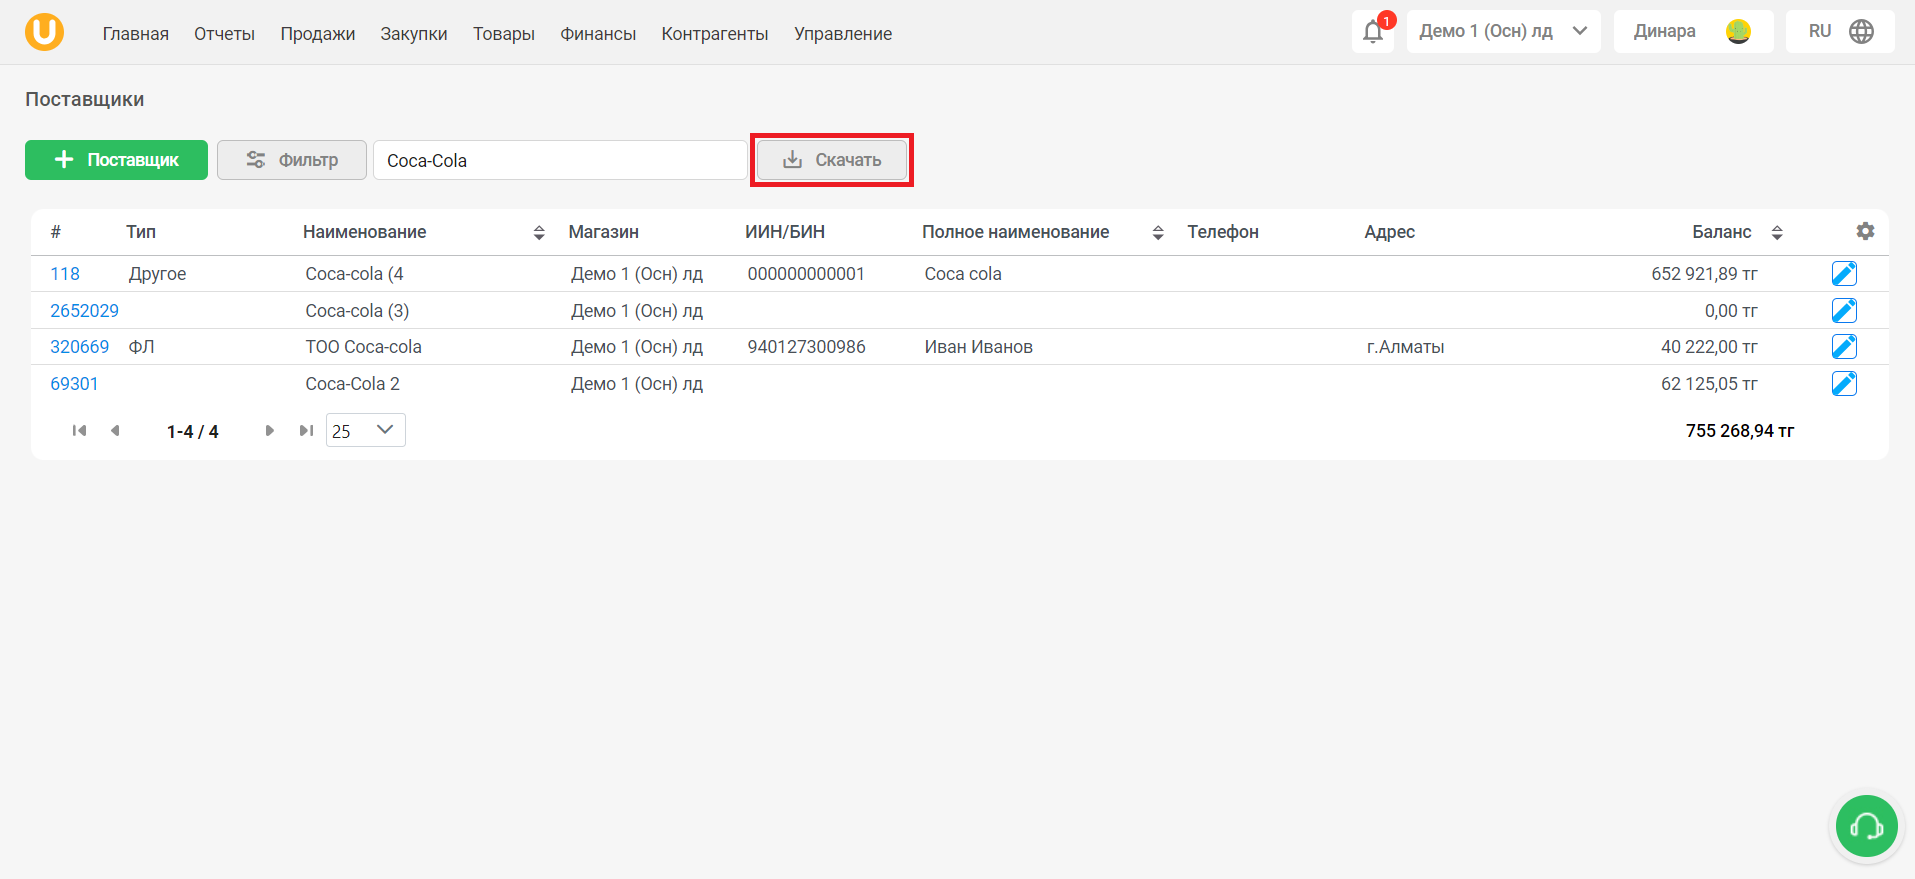 U Главная Отчеты Продажи Закупки Товары Финансы Контрагенты Управление 1 Демо 1 (Осн) лд Динара RU
Поставщики
Поставщик Фильтр Coca-Cola Скачать
# Тип Наименование Магазин ИИН/БИН Полное наименование Телефон Адрес Баланс
118 Другое Coca-cola (4 Демо 1 (Осн) лд 000000000001 Coca cola 652 921,89 тг
2652029 Coca-cola (3) Демо 1 (Осн) лд 0,00 тг
320669 ФЛ ТОО Coca-cola Демо 1 (Осн) лд 940127300986 Иван Иванов г.Алматы 40 222,00 тг
69301 Coca-Cola 2 Демо 1 (Осн) лд 62 125,05 тг
1-4 / 4 25 755 268,94 тг